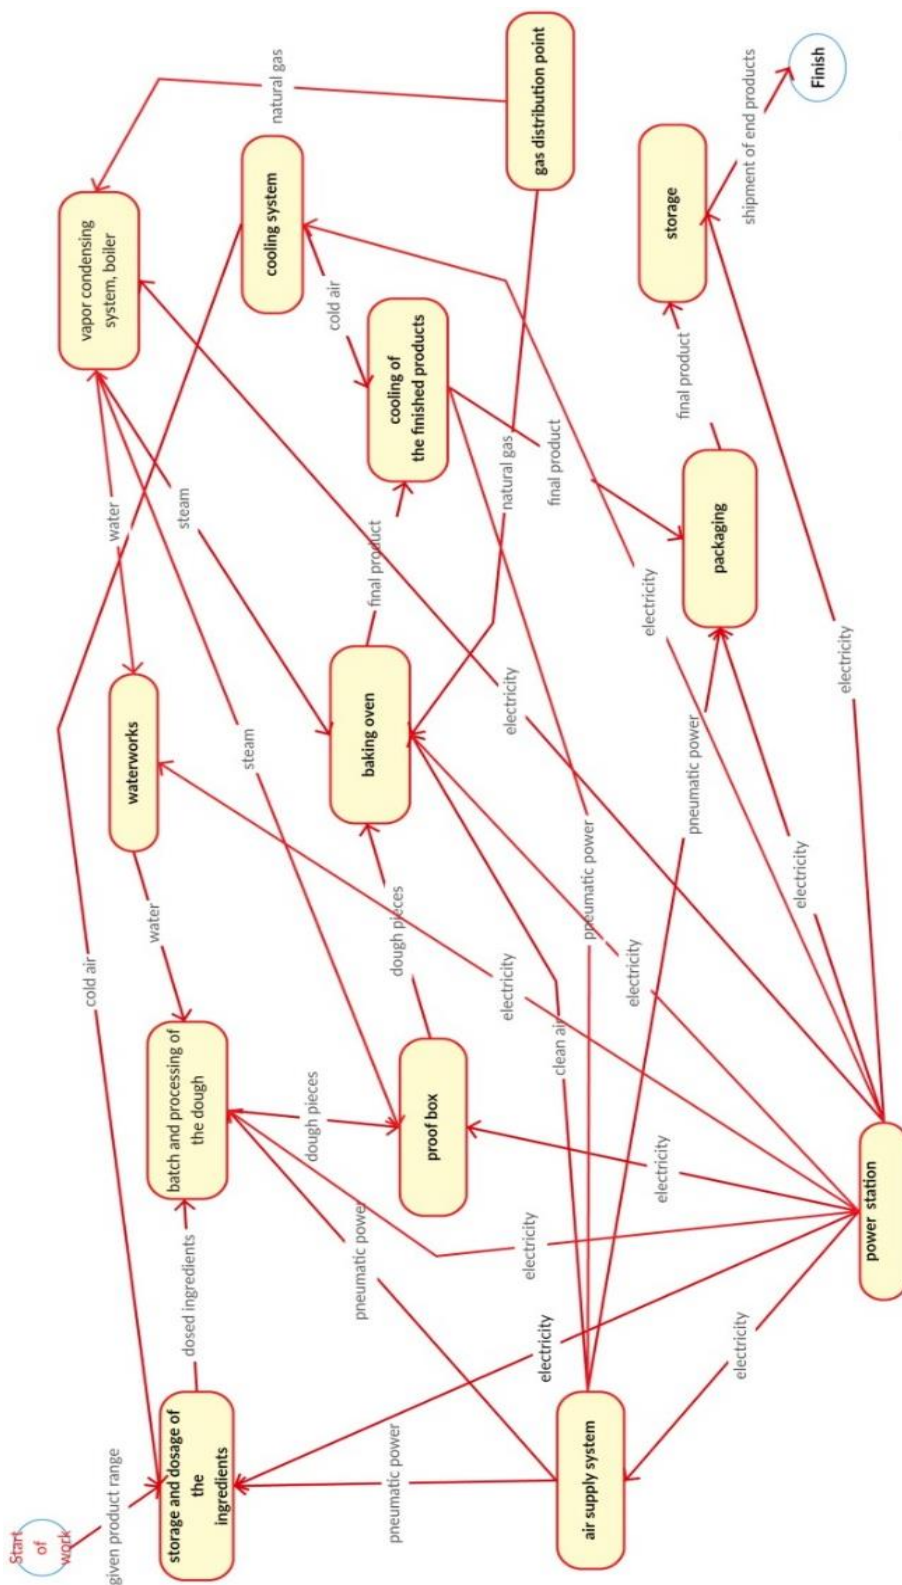 Start
of
work
given product range
storage and dosage of
the
ingredients
cold air
dosed ingredients
batch and processing of
the dough
water
waterworks
water
vapor condensing
system, boiler
natural gas
steam
steam
cooling system
cold air
gas distribution point
pneumatic power
dough pieces
proof box
dough pieces
baking oven
final product
cooling of
the finished products
natural gas
final product
pneumatic power
electricity
electricity
clean air
pneumatic power
electricity
electricity
electricity
air supply system
electricity
electricity
pneumatic power
electricity
electricity
packaging
final product
storage
shipment of end products
Finish
power station
electricity